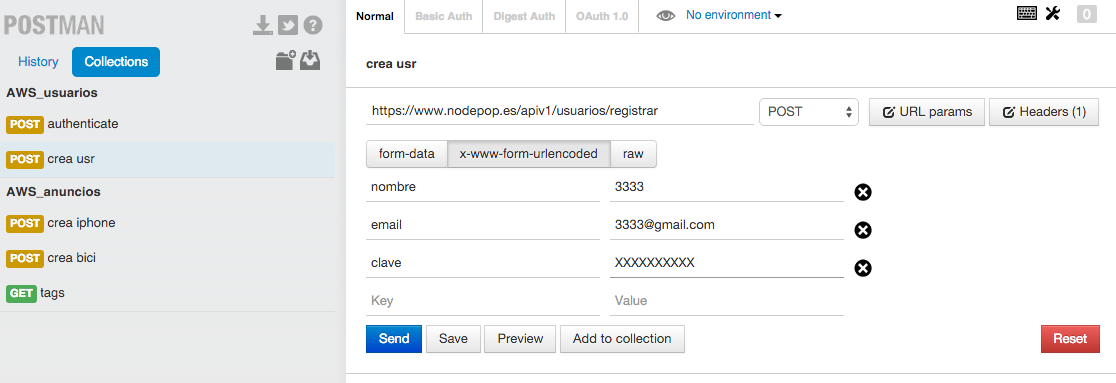 POSTMAN
History Collections
AWS_usuarios
POST authenticate
POST crea usr
AWS_anuncios
POST crea iphone
POST crea bici
GET tags
Normal Basic Auth Digest Auth OAuth 1.0 No environment 0
crea usr
https://www.nodepop.es/apiv1/usuarios/registrar POST URL params Headers (1)
form-data x-www-form-urlencoded raw
nombre 3333
email 3333@gmail.com
clave XXXXXXXXXX
Key Value
Send Save Preview Add to collection Reset